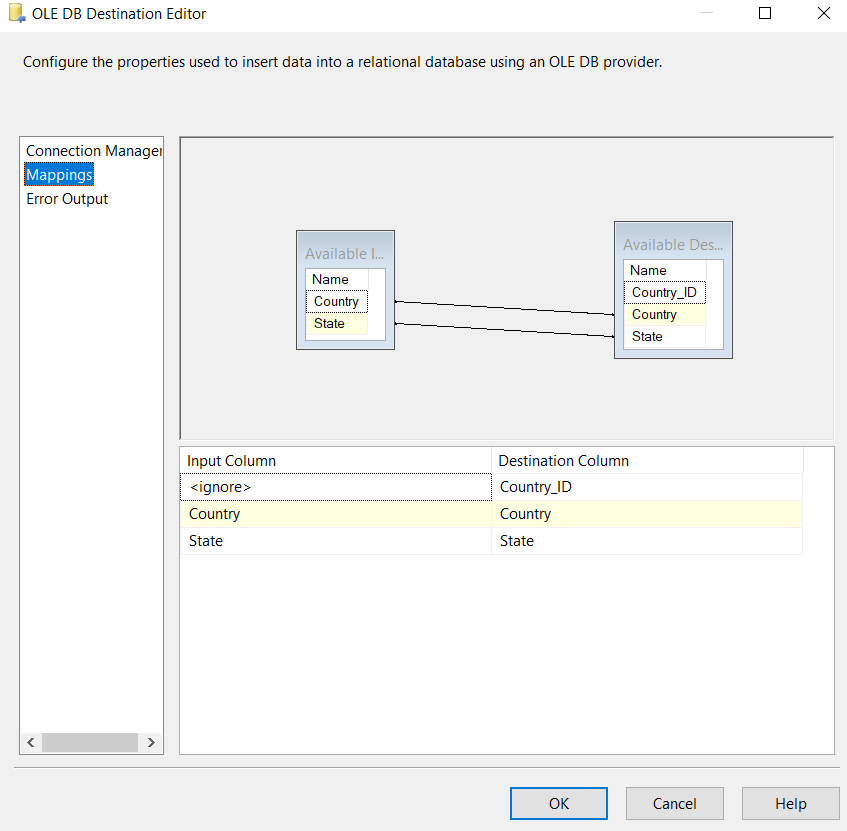 OLE DB Destination Editor
Configure the properties used to insert data into a relational database using an OLE DB provider.
Connection Manager
Mappings
Error Output
Available I...
Name
Country
State
Available Des...
Name
Country_ID
Country
State
Input Column Destination Column
<ignore> Country_ID
Country Country
State State
OK Cancel Help